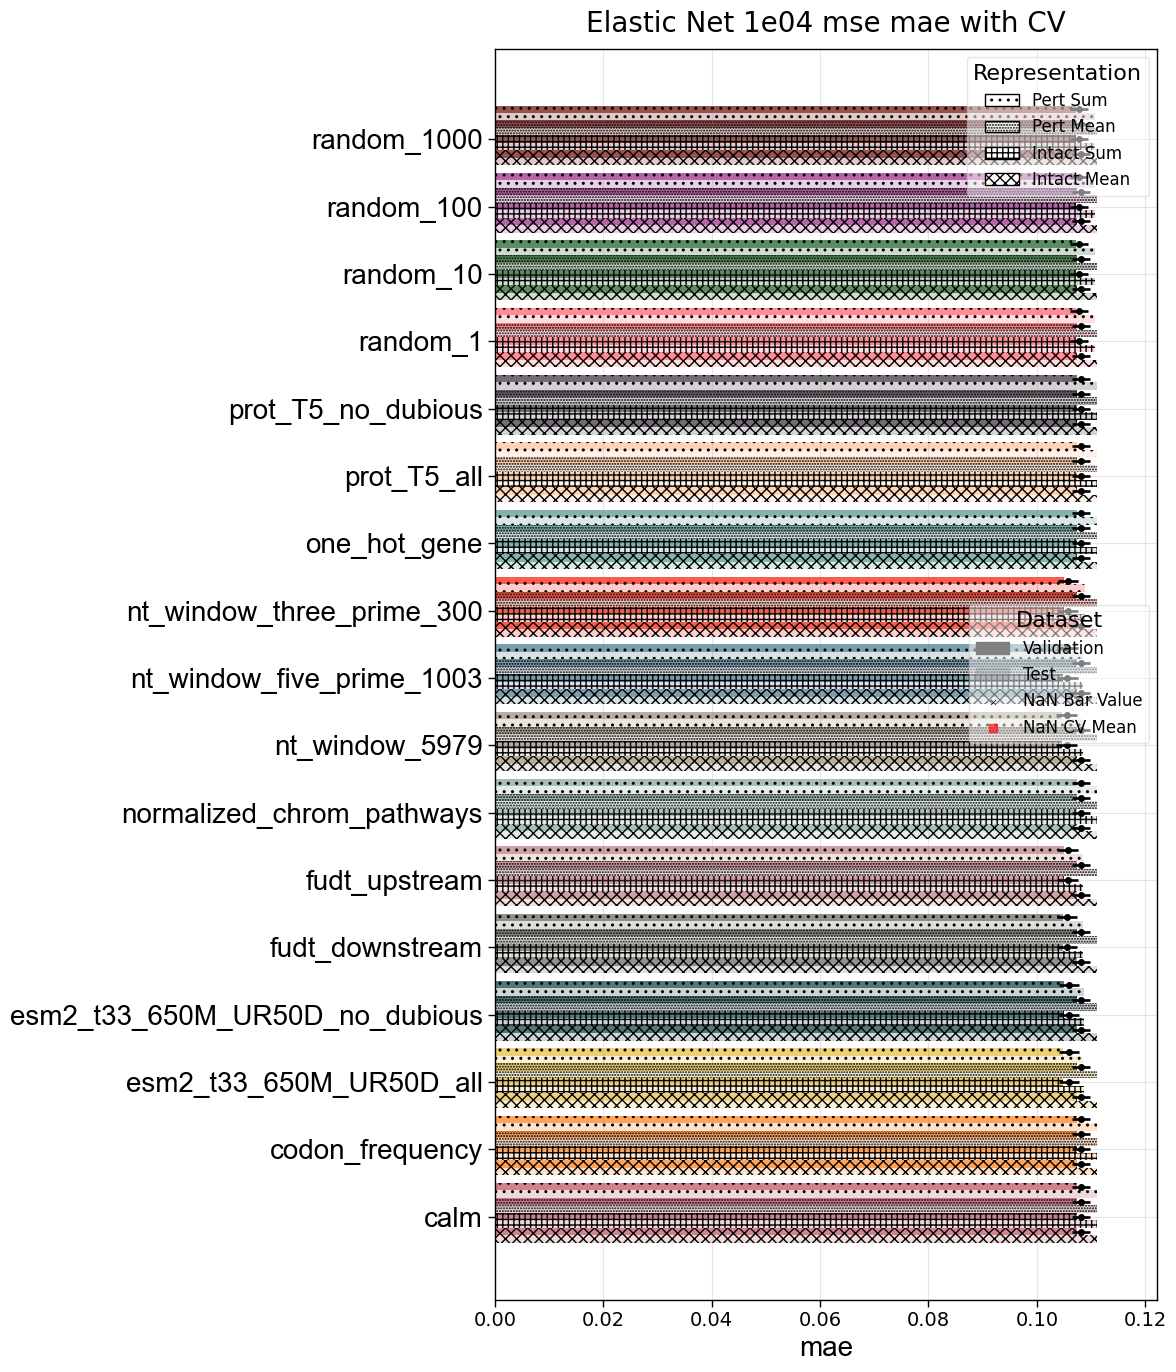 Elastic Net 1e04 mse mae with CV
Representation
Pert Sum
Pert Mean
Intact Sum
Intact Mean
random_1000
random_100
random_10
random_1
prot_T5_no_dubious
prot_T5_all
one_hot_gene
nt_window_three_prime_300
Dataset
Validation
Test
NaN Bar Value
NaN CV Mean
nt_window_five_prime_1003
nt_window_5979
normalized_chrom_pathways
fudt_upstream
fudt_downstream
esm2_t33_650M_UR50D_no_dubious
esm2_t33_650M_UR50D_all
codon_frequency
calm
0.00 0.02 0.04 0.06 0.08 0.10 0.12
mae